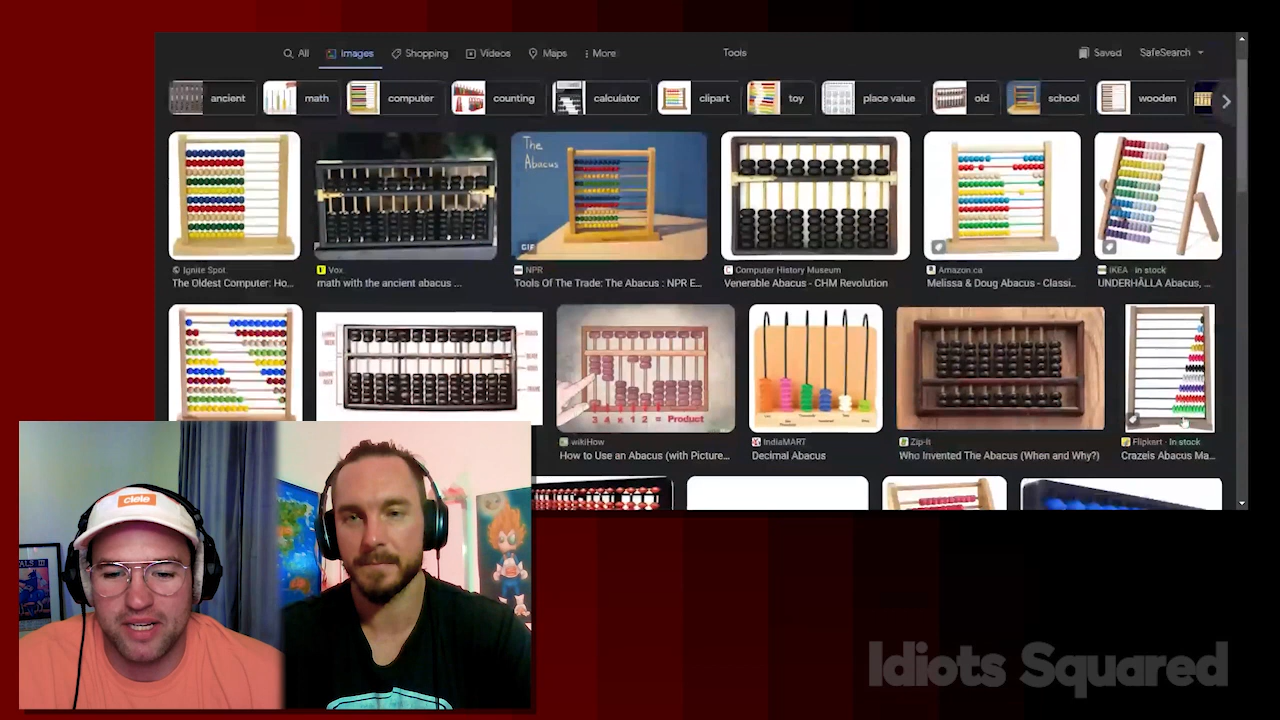 All Images Shopping Videos Maps More Tools Saved SafeSearch
ancient math computer counting calculator clipart toy place value old school wooden
The
Abacus
GIF
Ignite Spot
The Oldest Computer: Ho...
Vox
math with the ancient abacus ...
NPR
Tools Of The Trade: The Abacus : NPR E...
Computer History Museum
Venerable Abacus - CHM Revolution
Amazon.ca
Melissa & Doug Abacus - Classi...
IKEA · In stock
UNDERHÅLLA Abacus, ...
3 4 x 1 2 = Product
wikiHow
How to Use an Abacus (with Picture...
IndiaMART
Decimal Abacus
Zip-It
Who Invented The Abacus (When and Why?)
Flipkart · In stock
Crazeis Abacus Ma...
ciele
Idiots Squared